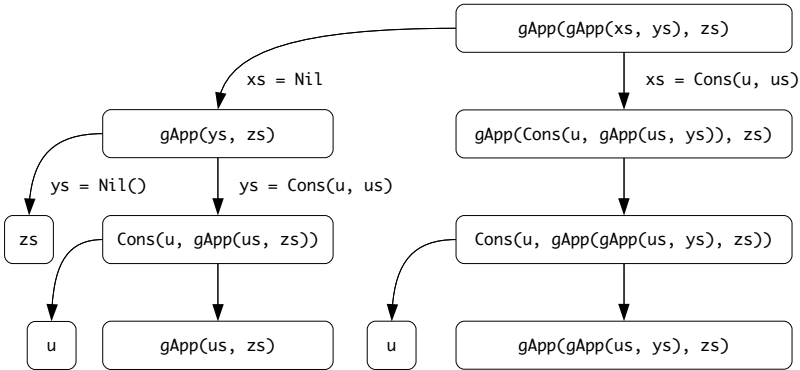 gApp(gApp(xs, ys), zs)
xs = Nil
xs = Cons(u, us)
gApp(ys, zs)
gApp(Cons(u, gApp(us, ys)), zs)
ys = Nil()
ys = Cons(u, us)
zs
Cons(u, gApp(us, zs))
Cons(u, gApp(gApp(us, ys), zs))
u
gApp(us, zs)
u
gApp(gApp(us, ys), zs)